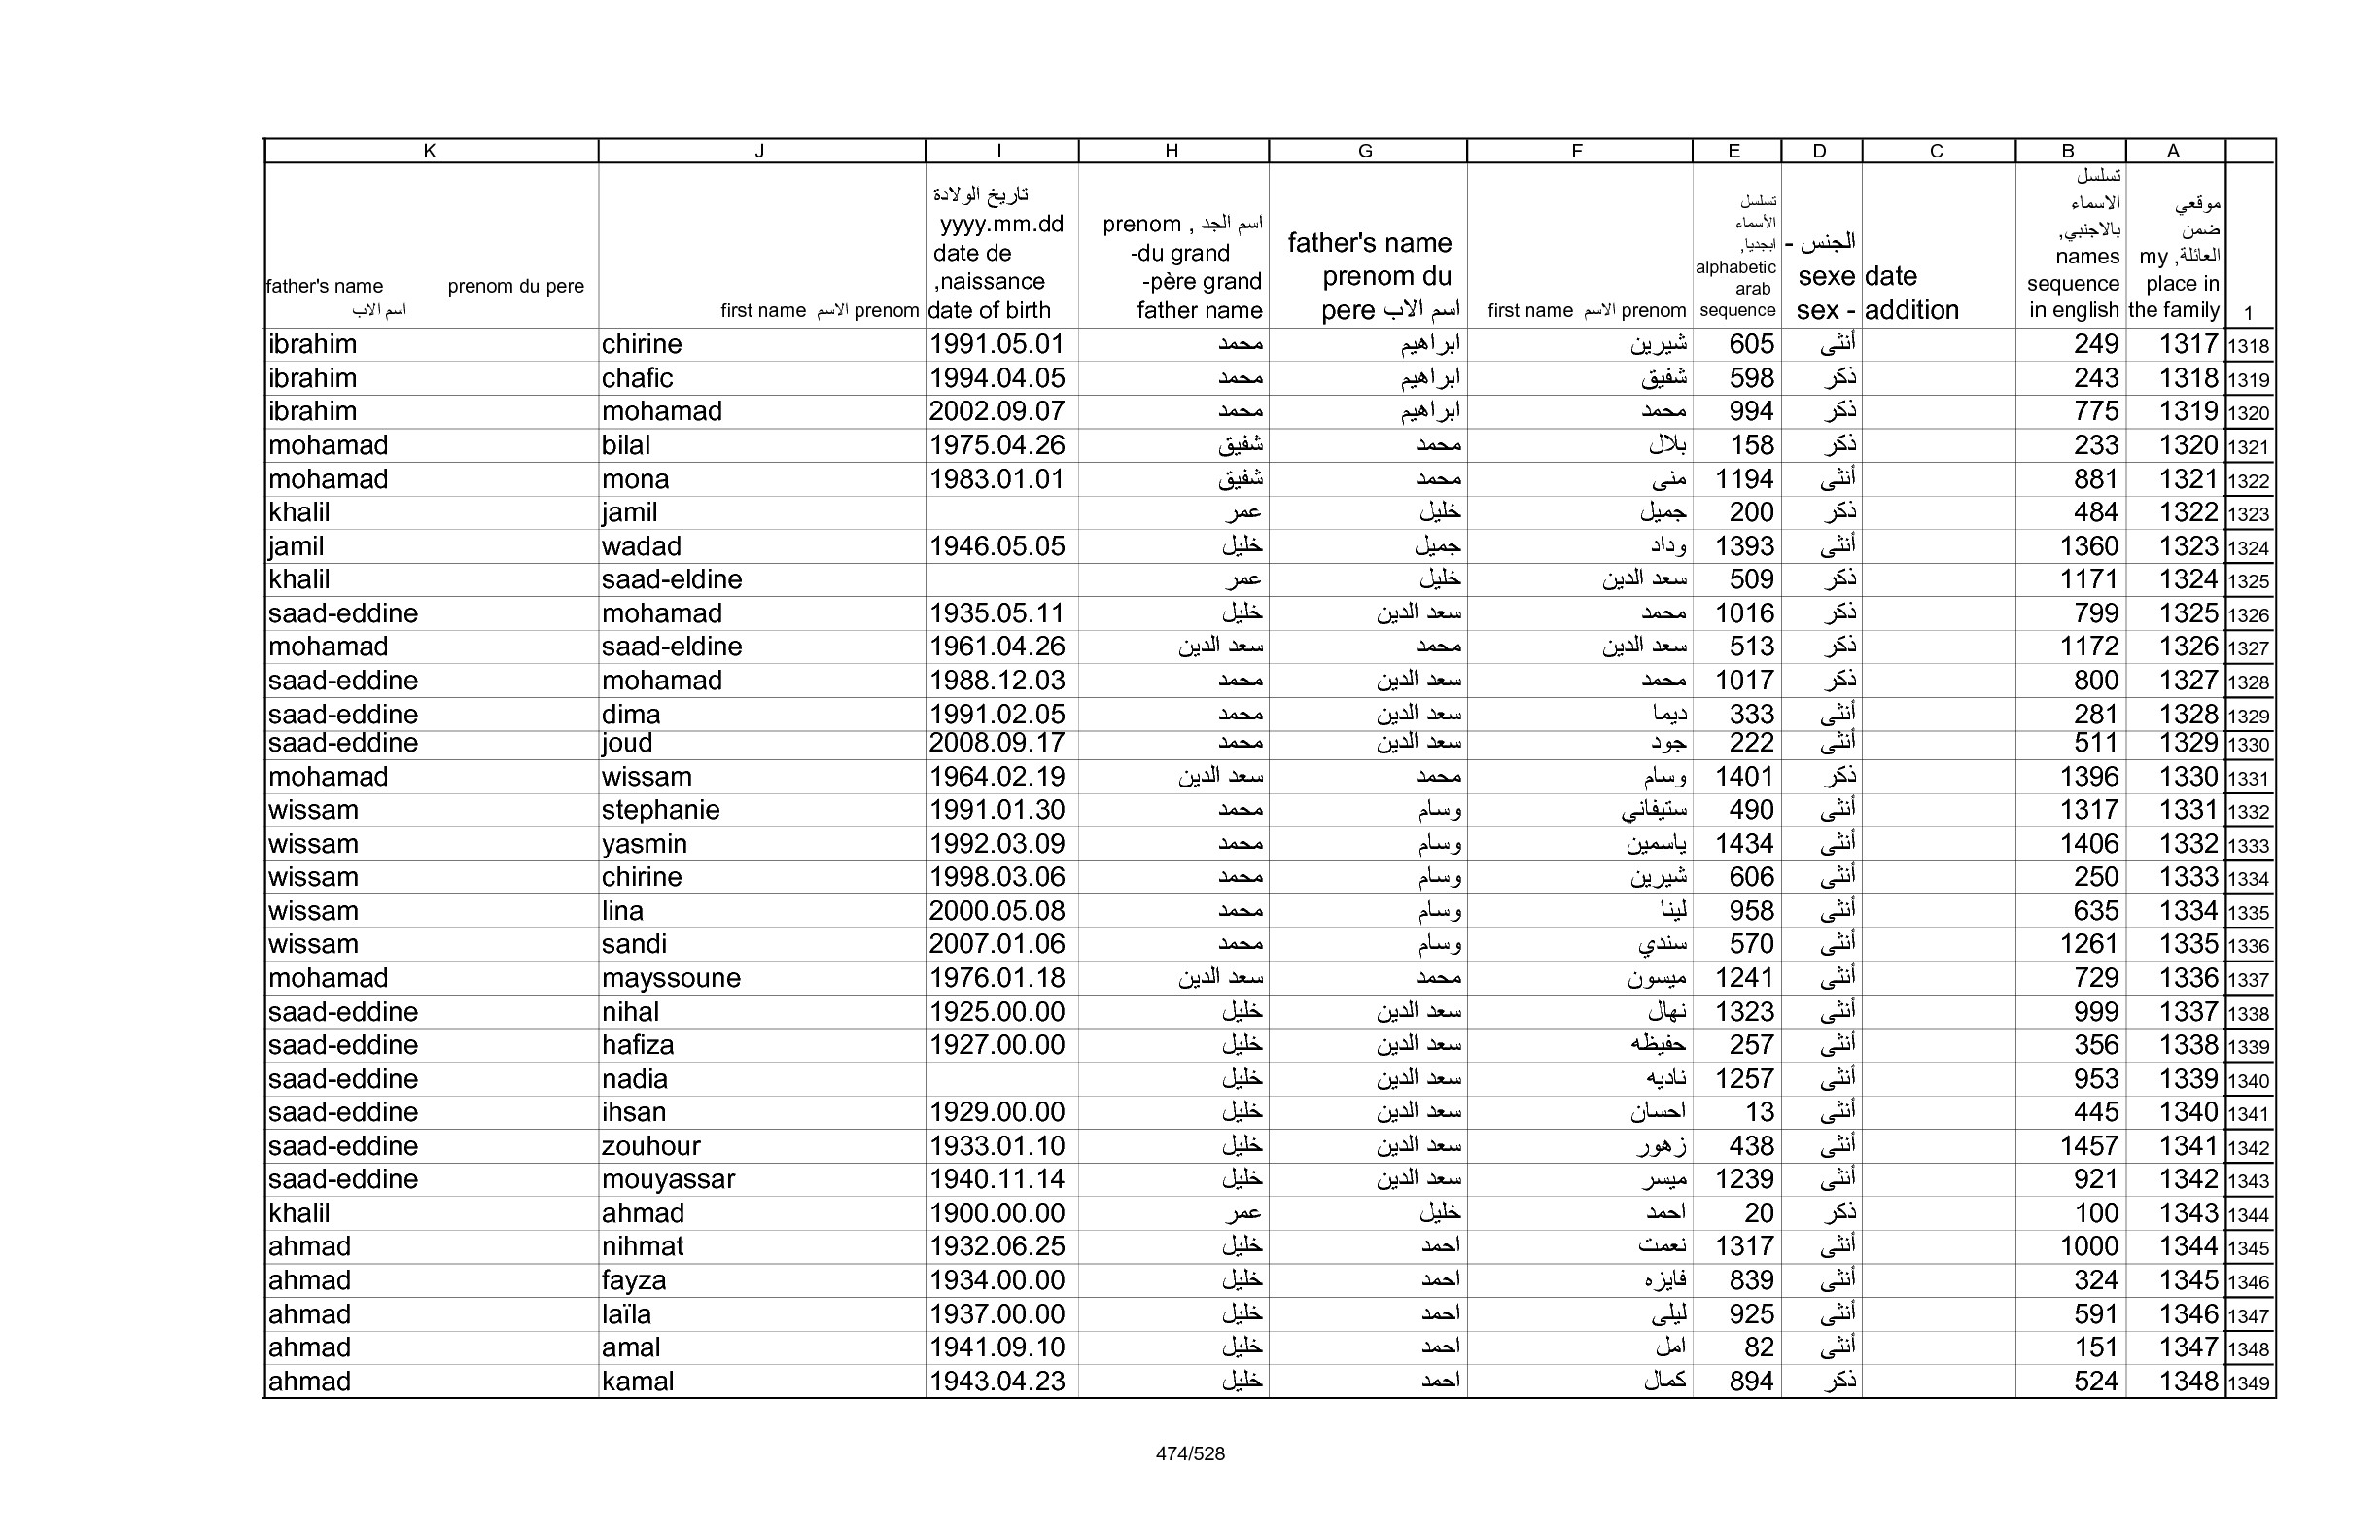 K J I H G F E D C B A
father's name prenom du pere اسم الاب
first name الاسم prenom
تاريخ الولادة yyyy.mm.dd date de naissance, date of birth
اسم الجد , prenom du grand- père grand- father name
father's name prenom du pere اسم الاب
first name الاسم prenom
تسلسل الأسماء ابجديا, alphabetic arab sequence
الجنس - sexe sex -
date addition
تسلسل الاسماء بالاجنبي, names sequence in english
موقعي ضمن العائلة, my place in the family
1
ibrahim chirine 1991.05.01 محمد ابراهيم شيرين 605 أنثى 249 1317 1318
ibrahim chafic 1994.04.05 محمد ابراهيم شفيق 598 ذكر 243 1318 1319
ibrahim mohamad 2002.09.07 محمد ابراهيم محمد 994 ذكر 775 1319 1320
mohamad bilal 1975.04.26 شفيق محمد بلال 158 ذكر 233 1320 1321
mohamad mona 1983.01.01 شفيق محمد منى 1194 أنثى 881 1321 1322
khalil jamil عمر خليل جميل 200 ذكر 484 1322 1323
jamil wadad 1946.05.05 خليل جميل وداد 1393 أنثى 1360 1323 1324
khalil saad-eldine عمر خليل سعد الدين 509 ذكر 1171 1324 1325
saad-eddine mohamad 1935.05.11 خليل سعد الدين محمد 1016 ذكر 799 1325 1326
mohamad saad-eldine 1961.04.26 سعد الدين محمد سعد الدين 513 ذكر 1172 1326 1327
saad-eddine mohamad 1988.12.03 محمد سعد الدين محمد 1017 ذكر 800 1327 1328
saad-eddine dima 1991.02.05 محمد سعد الدين ديما 333 أنثى 281 1328 1329
saad-eddine joud 2008.09.17 محمد سعد الدين جود 222 أنثى 511 1329 1330
mohamad wissam 1964.02.19 سعد الدين محمد وسام 1401 ذكر 1396 1330 1331
wissam stephanie 1991.01.30 محمد وسام ستيفاني 490 أنثى 1317 1331 1332
wissam yasmin 1992.03.09 محمد وسام ياسمين 1434 أنثى 1406 1332 1333
wissam chirine 1998.03.06 محمد وسام شيرين 606 أنثى 250 1333 1334
wissam lina 2000.05.08 محمد وسام لينا 958 أنثى 635 1334 1335
wissam sandi 2007.01.06 محمد وسام سندي 570 أنثى 1261 1335 1336
mohamad mayssoune 1976.01.18 سعد الدين محمد ميسون 1241 أنثى 729 1336 1337
saad-eddine nihal 1925.00.00 خليل سعد الدين نهال 1323 أنثى 999 1337 1338
saad-eddine hafiza 1927.00.00 خليل سعد الدين حفيظه 257 أنثى 356 1338 1339
saad-eddine nadia خليل سعد الدين ناديه 1257 أنثى 953 1339 1340
saad-eddine ihsan 1929.00.00 خليل سعد الدين احسان 13 أنثى 445 1340 1341
saad-eddine zouhour 1933.01.10 خليل سعد الدين زهور 438 أنثى 1457 1341 1342
saad-eddine mouyassar 1940.11.14 خليل سعد الدين ميسر 1239 أنثى 921 1342 1343
khalil ahmad 1900.00.00 عمر خليل احمد 20 ذكر 100 1343 1344
ahmad nihmat 1932.06.25 خليل احمد نعمت 1317 أنثى 1000 1344 1345
ahmad fayza 1934.00.00 خليل احمد فايزه 839 أنثى 324 1345 1346
ahmad laïla 1937.00.00 خليل احمد ليلى 925 أنثى 591 1346 1347
ahmad amal 1941.09.10 خليل احمد امل 82 أنثى 151 1347 1348
ahmad kamal 1943.04.23 خليل احمد كمال 894 ذكر 524 1348 1349
474/528